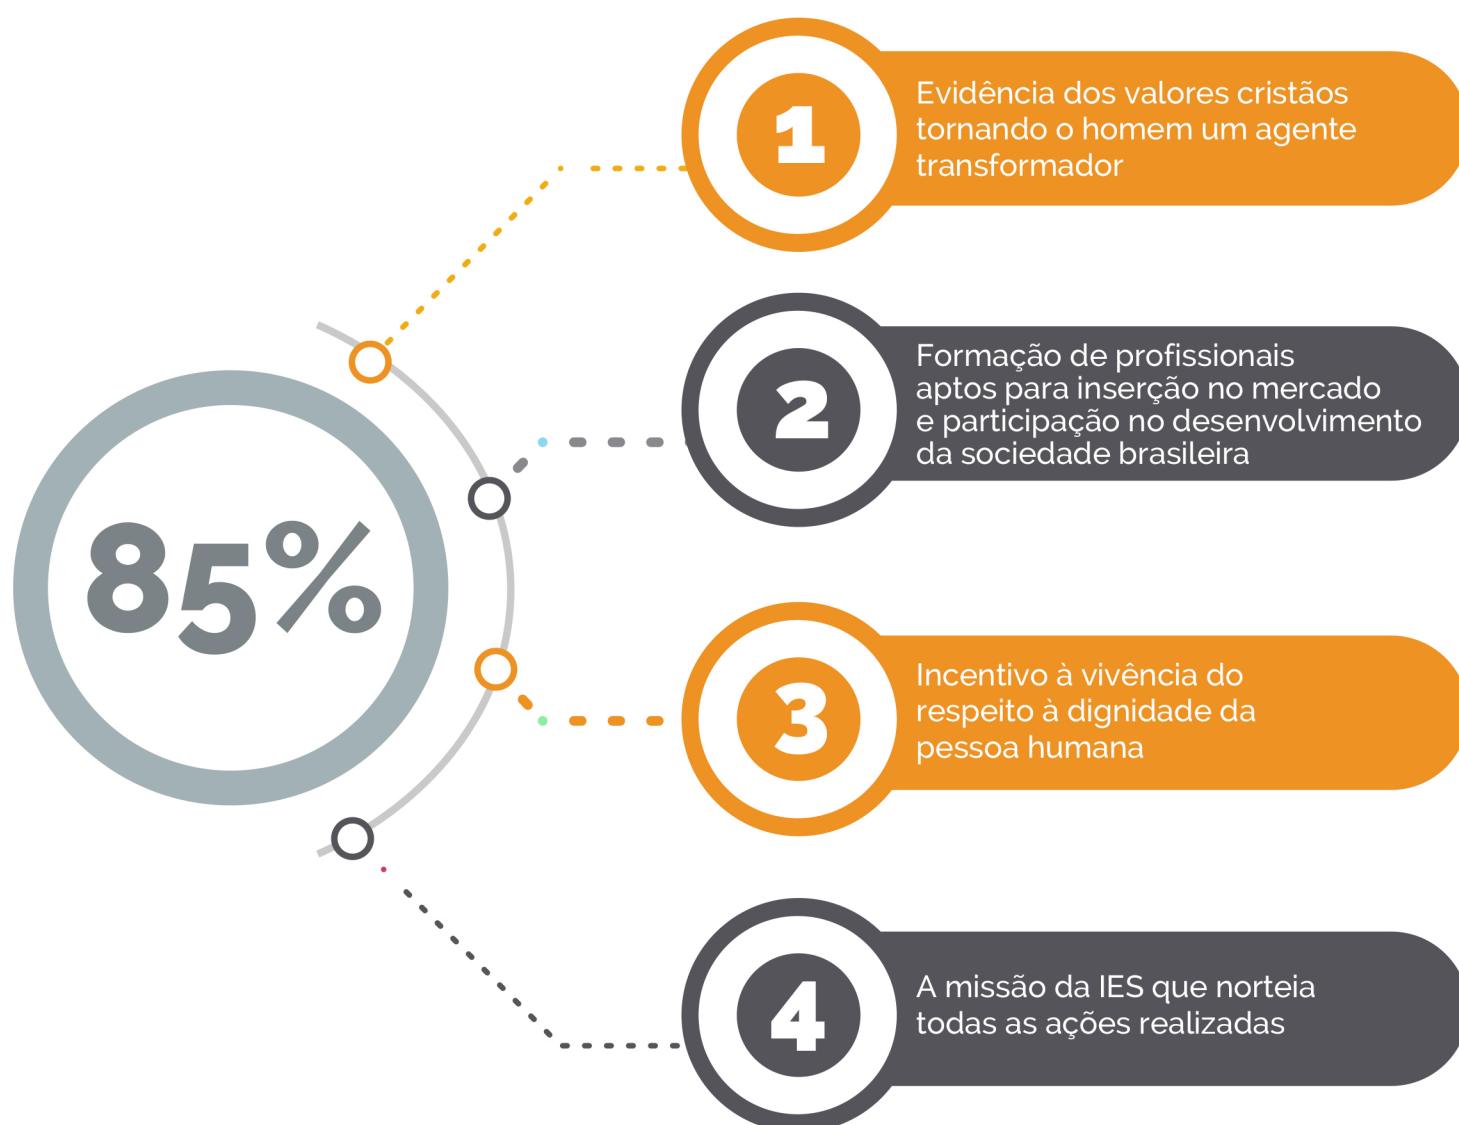 85%
1
Evidência dos valores cristãos
tornando o homem um agente
transformador
2
Formação de profissionais
aptos para inserção no mercado
e participação no desenvolvimento
da sociedade brasileira
3
Incentivo à vivência do
respeito à dignidade da
pessoa humana
4
A missão da IES que norteia
todas as ações realizadas